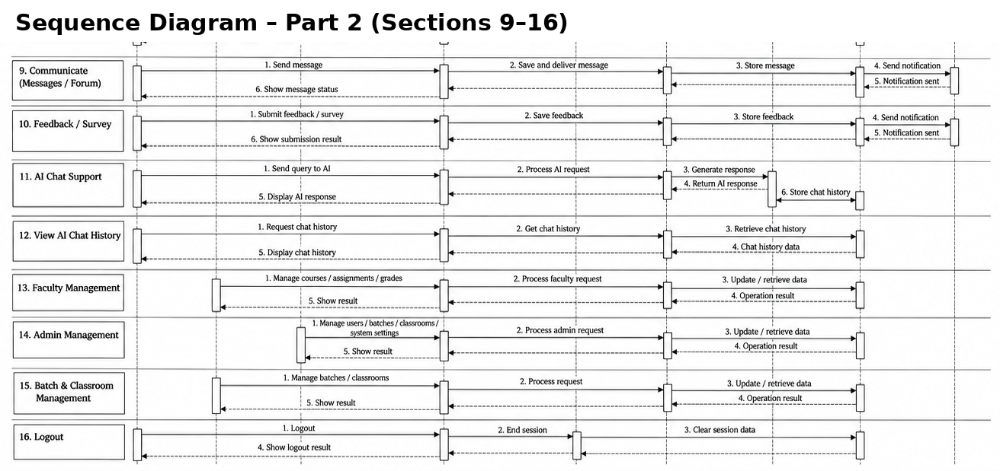 Sequence Diagram – Part 2 (Sections 9–16)
9. Communicate
(Messages / Forum)
1. Send message
2. Save and deliver message
3. Store message
4. Send notification
5. Notification sent
6. Show message status
10. Feedback / Survey
1. Submit feedback / survey
2. Save feedback
3. Store feedback
4. Send notification
5. Notification sent
6. Show submission result
11. AI Chat Support
1. Send query to AI
2. Process AI request
3. Generate response
4. Return AI response
5. Display AI response
6. Store chat history
12. View AI Chat History
1. Request chat history
2. Get chat history
3. Retrieve chat history
4. Chat history data
5. Display chat history
13. Faculty Management
1. Manage courses / assignments / grades
2. Process faculty request
3. Update / retrieve data
4. Operation result
5. Show result
14. Admin Management
1. Manage users / batches / classrooms /
system settings
2. Process admin request
3. Update / retrieve data
4. Operation result
5. Show result
15. Batch & Classroom
Management
1. Manage batches / classrooms
2. Process request
3. Update / retrieve data
4. Operation result
5. Show result
16. Logout
1. Logout
2. End session
3. Clear session data
4. Show logout result